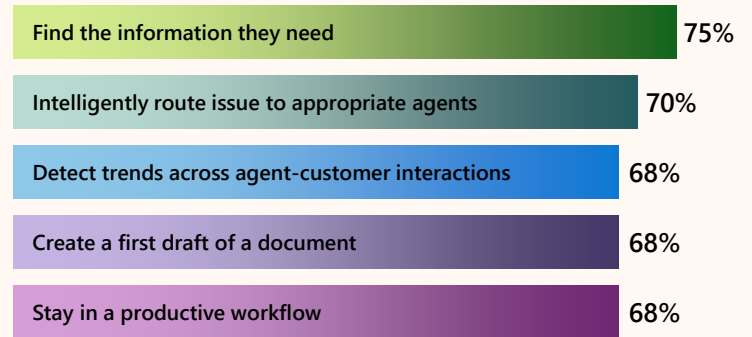 Find the information they need 75%
Intelligently route issue to appropriate agents 70%
Detect trends across agent-customer interactions 68%
Create a first draft of a document 68%
Stay in a productive workflow 68%